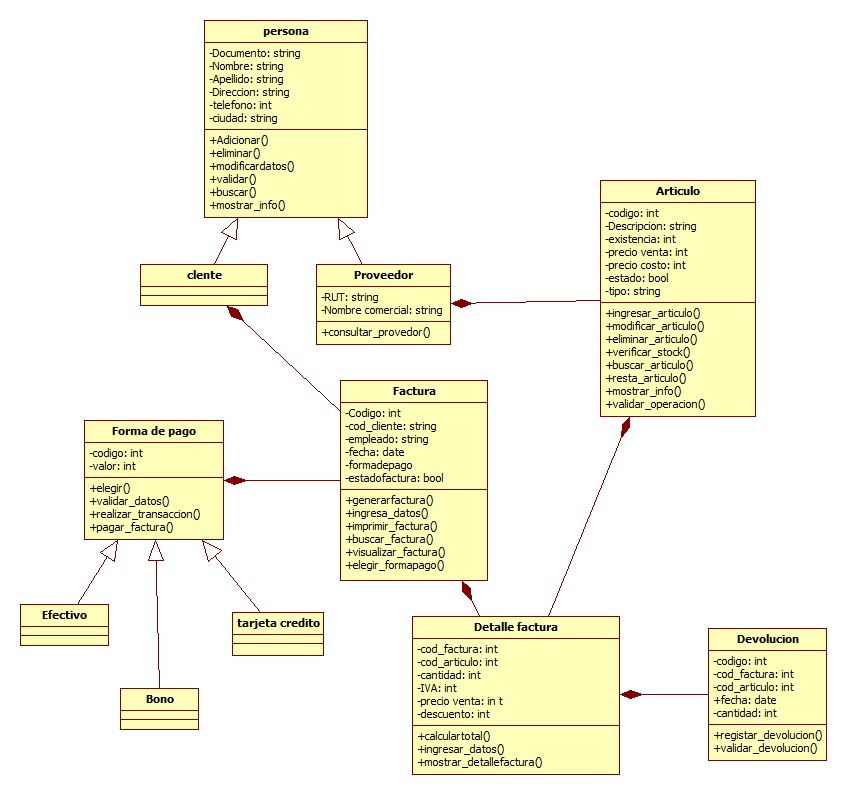 persona
-Documento: string
-Nombre: string
-Apellido: string
-Direccion: string
-telefono: int
-ciudad: string
+Adicionar()
+eliminar()
+modificardatos()
+validar()
+buscar()
+mostrar_info()
clente
Proveedor
-RUT: string
-Nombre comercial: string
+consultar_provedor()
Articulo
-codigo: int
-Descripcion: string
-existencia: int
-precio venta: int
-precio costo: int
-estado: bool
-tipo: string
+ingresar_articulo()
+modificar_articulo()
+eliminar_articulo()
+verificar_stock()
+buscar_articulo()
+resta_articulo()
+mostrar_info()
+validar_operacion()
Factura
-Codigo: int
-cod_cliente: string
-empleado: string
-fecha: date
-formadepago
-estadofactura: bool
+generarfactura()
+ingresa_datos()
+imprimir_factura()
+buscar_factura()
+visualizar_factura()
+elegir_formapago()
Forma de pago
-codigo: int
-valor: int
+elegir()
+validar_datos()
+realizar_transaccion()
+pagar_factura()
Efectivo
Bono
tarjeta credito
Detalle factura
-cod_factura: int
-cod_articulo: int
-cantidad: int
-IVA: int
-precio venta: in t
-descuento: int
+calculartotal()
+ingresar_datos()
+mostrar_detallefactura()
Devolucion
-codigo: int
-cod_factura: int
-cod_articulo: int
+fecha: date
-cantidad: int
+registar_devolucion()
+validar_devolucion()